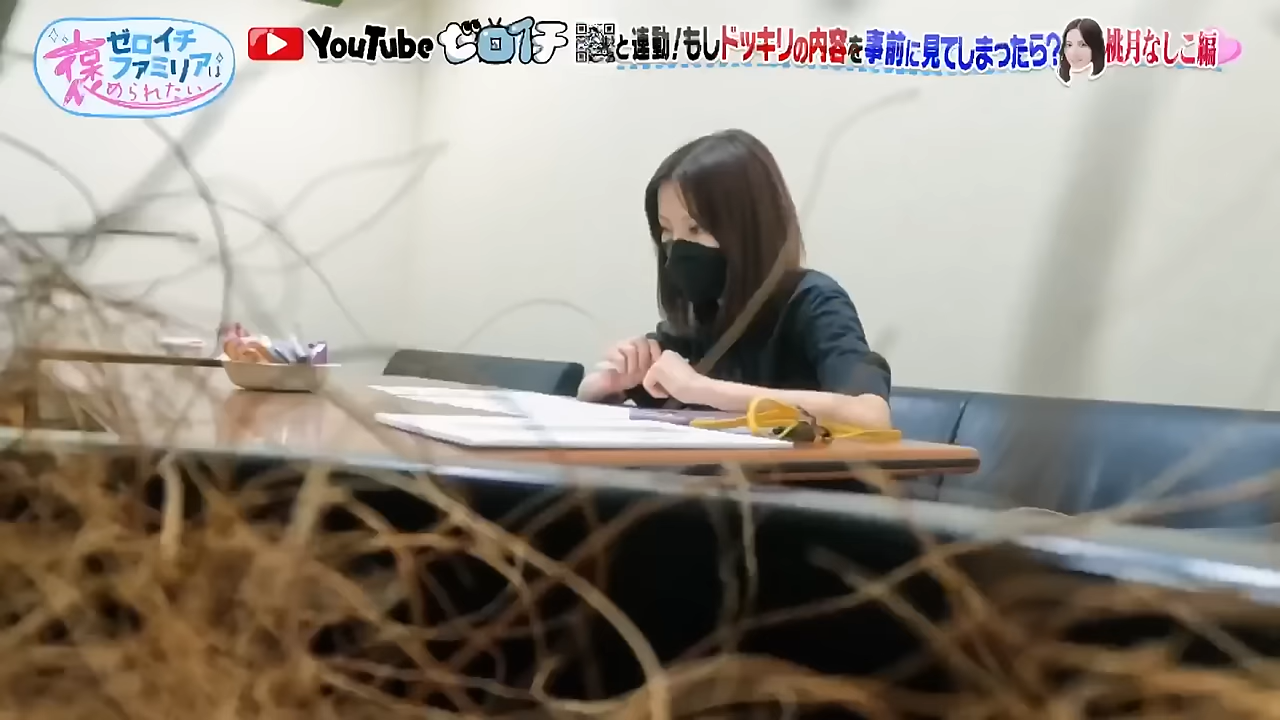 ゼロイチ
ファミリアは
褒められたい
YouTube ゼロイチ と連動!もしドッキリの内容を事前に見てしまったら? 桃月なしこ編